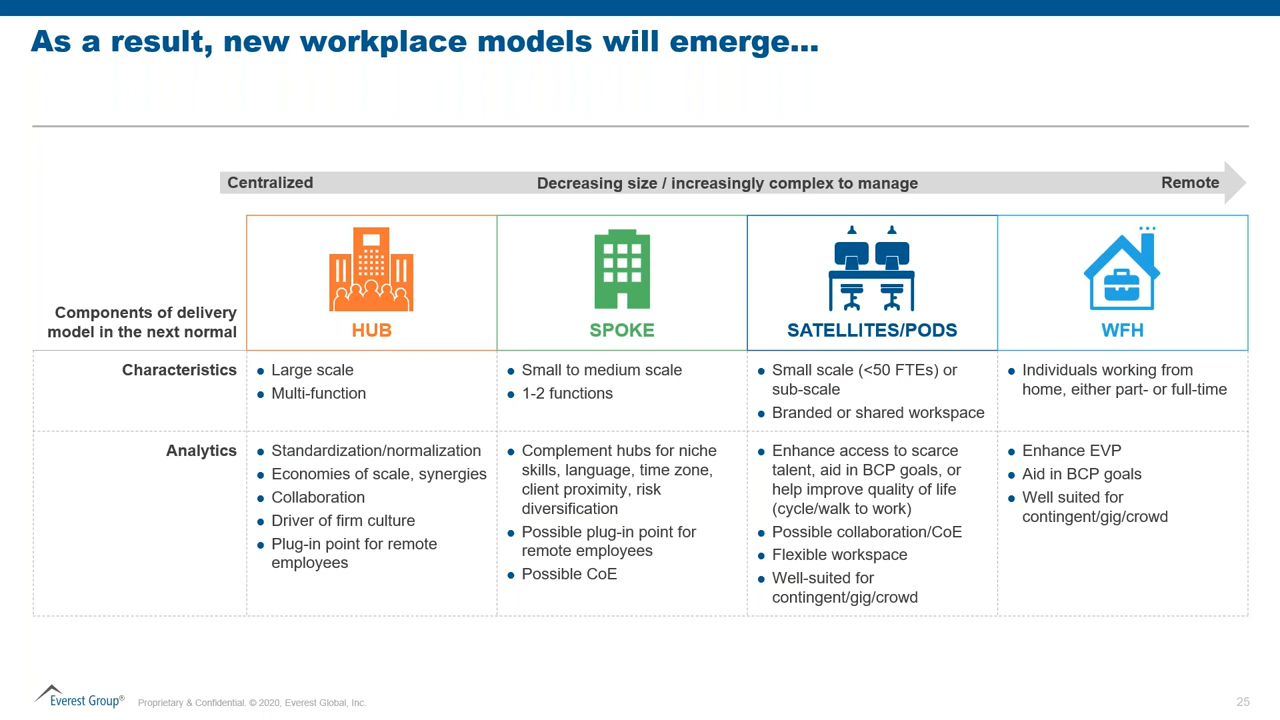 As a result, new workplace models will emerge...
Centralized
Decreasing size / increasingly complex to manage
Remote
Components of delivery
model in the next normal
HUB
SPOKE
SATELLITES/PODS
WFH
Characteristics
● Large scale
● Multi-function
● Small to medium scale
● 1-2 functions
● Small scale (<50 FTEs) or
sub-scale
● Branded or shared workspace
● Individuals working from
home, either part- or full-time
Analytics
● Standardization/normalization
● Economies of scale, synergies
● Collaboration
● Driver of firm culture
● Plug-in point for remote
employees
● Complement hubs for niche
skills, language, time zone,
client proximity, risk
diversification
● Possible plug-in point for
remote employees
● Possible CoE
● Enhance access to scarce
talent, aid in BCP goals, or
help improve quality of life
(cycle/walk to work)
● Possible collaboration/CoE
● Flexible workspace
● Well-suited for
contingent/gig/crowd
● Enhance EVP
● Aid in BCP goals
● Well suited for
contingent/gig/crowd
Everest Group®
Proprietary & Confidential. © 2020, Everest Global, Inc.
25